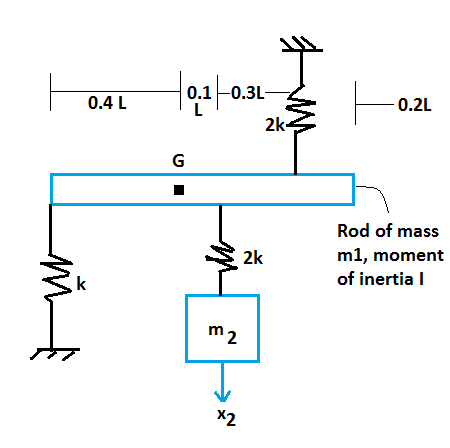 0.4 L
0.1
L
0.3L
0.2L
2k
G
Rod of mass
m1, moment
of inertia I
2k
k
m 2
x2